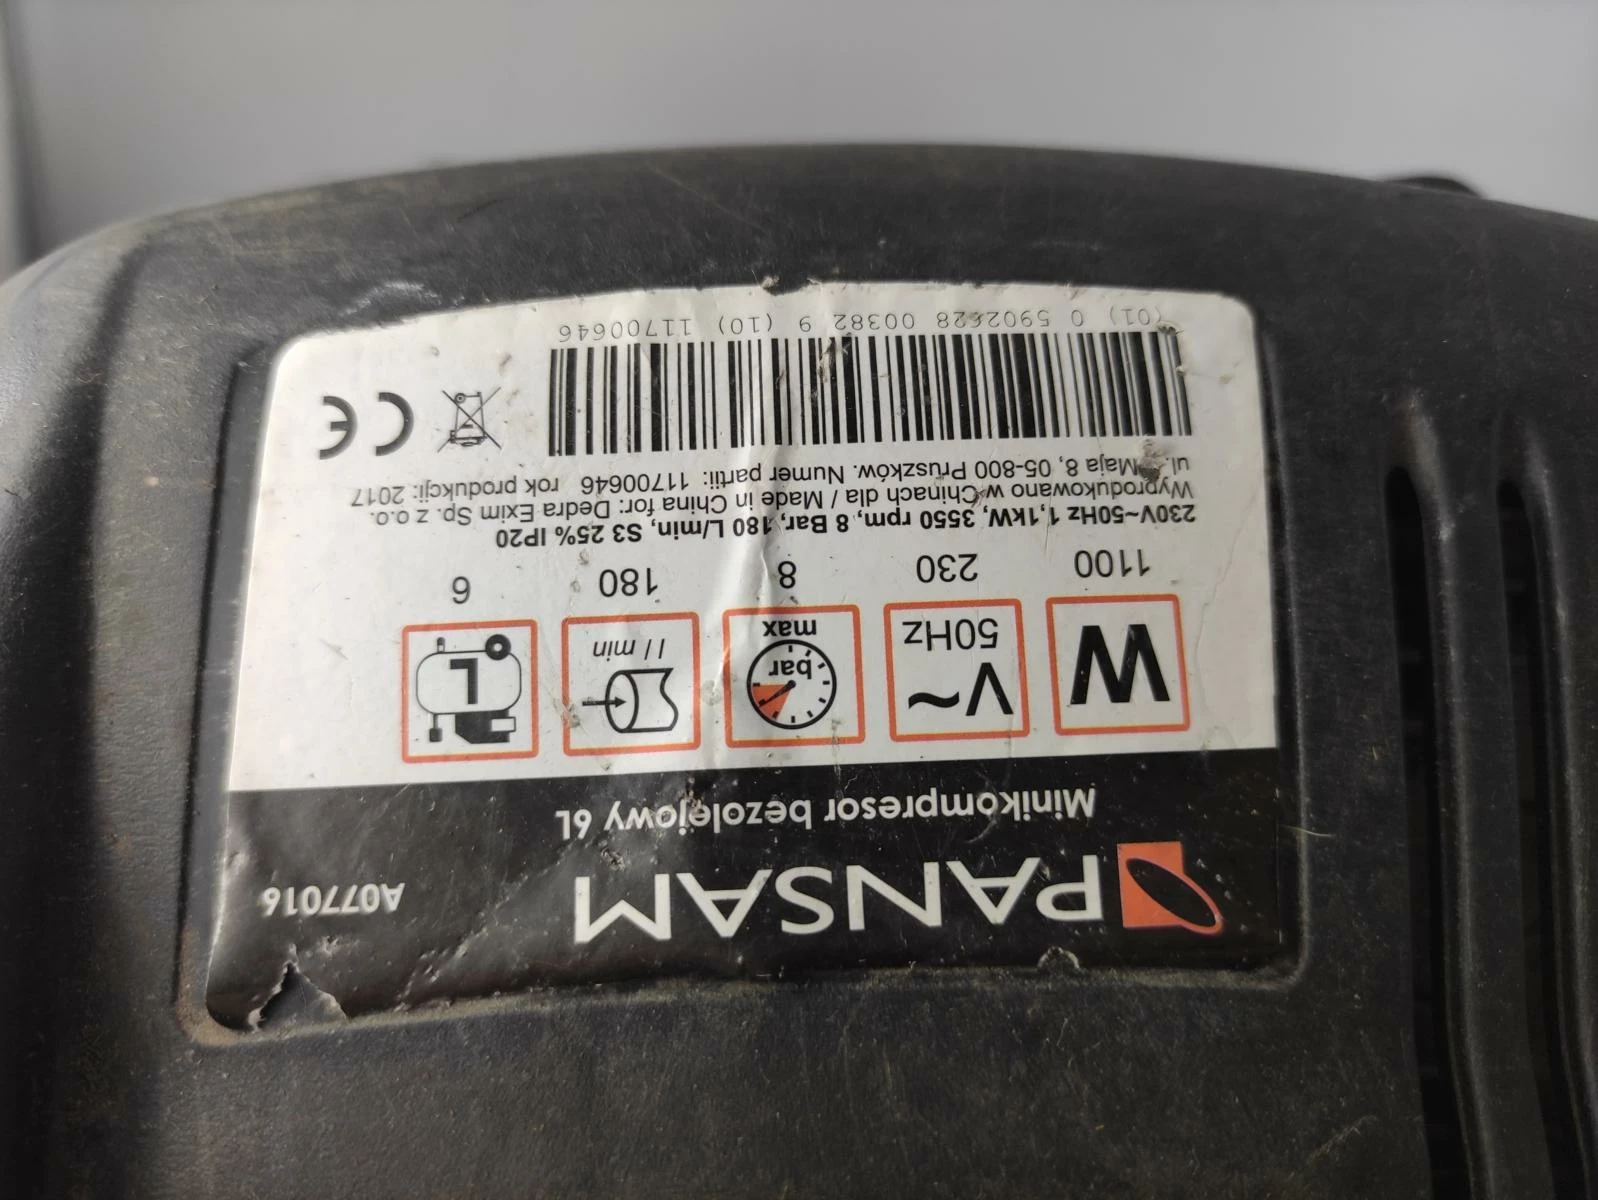 PANSAM
A077016
Minikompresor bezolejowy 6L
W
V~
50Hz
bar
max
l / min
L
1100
230
8
180
6
230V~50Hz 1,1kW, 3550 rpm, 8 Bar, 180 L/min, S3 25% IP20
Wyprodukowano w Chinach dla / Made in China for: Dedra Exim Sp. z o.o.
ul. 3 Maja 8, 05-800 Pruszków. Numer partii: 11700646 rok produkcji: 2017
CE
(01) 0 5902628 00382 9 (10) 11700646